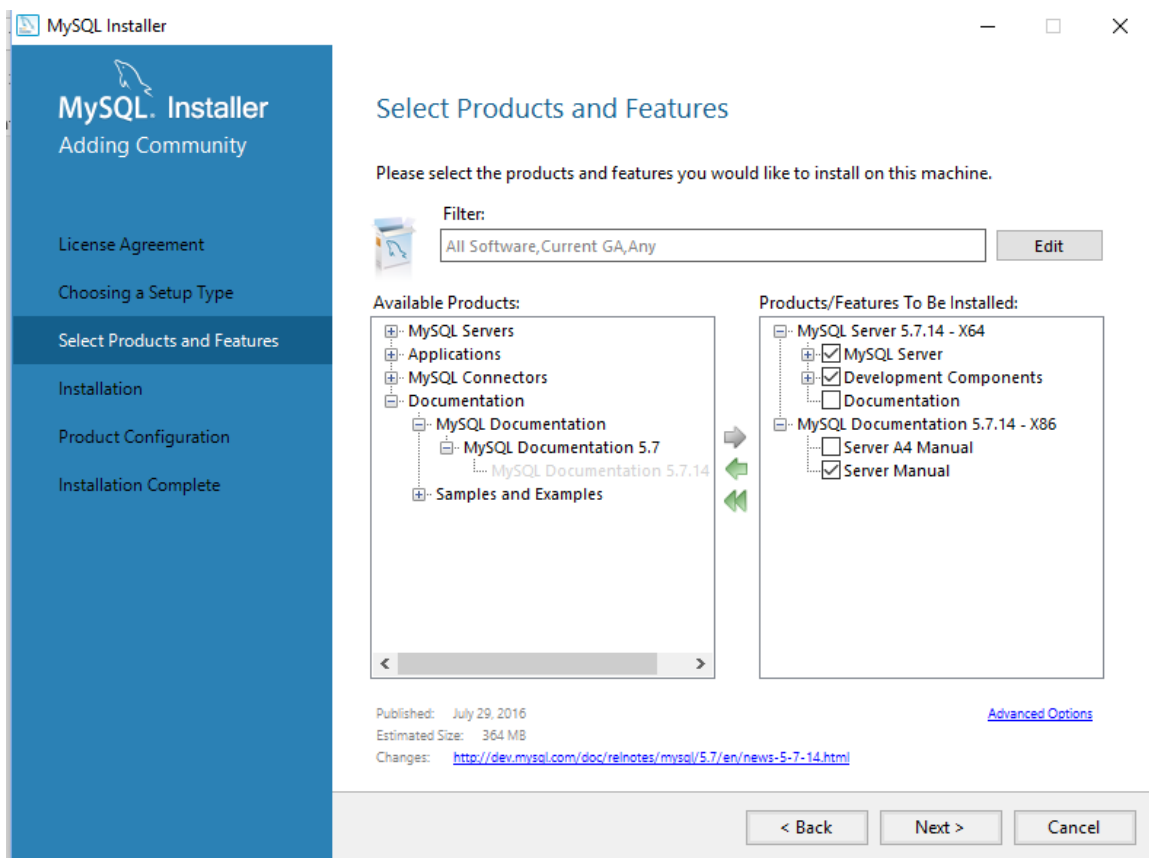 MySQL Installer
MySQL. Installer
Adding Community
License Agreement
Choosing a Setup Type
Select Products and Features
Installation
Product Configuration
Installation Complete
Select Products and Features
Please select the products and features you would like to install on this machine.
Filter:
All Software,Current GA,Any
Edit
Available Products:
MySQL Servers
Applications
MySQL Connectors
Documentation
MySQL Documentation
MySQL Documentation 5.7
MySQL Documentation 5.7.14
Samples and Examples
Products/Features To Be Installed:
MySQL Server 5.7.14 - X64
MySQL Server
Development Components
Documentation
MySQL Documentation 5.7.14 - X86
Server A4 Manual
Server Manual
Published: July 29, 2016
Advanced Options
Estimated Size: 364 MB
Changes: http://dev.mysql.com/doc/relnotes/mysql/5.7/en/news-5-7-14.html
< Back
Next >
Cancel